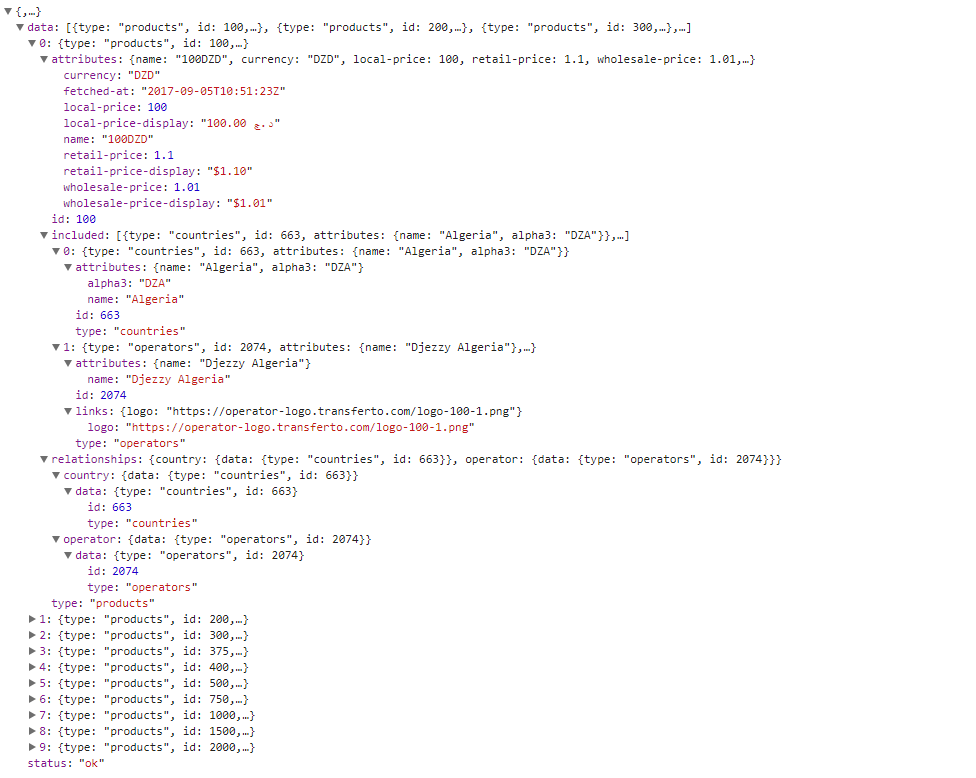 ▼{,…}
▼data: [{type: "products", id: 100,…}, {type: "products", id: 200,…}, {type: "products", id: 300,…},…]
▼0: {type: "products", id: 100,…}
▼attributes: {name: "100DZD", currency: "DZD", local-price: 100, retail-price: 1.1, wholesale-price: 1.01,…}
currency: "DZD"
fetched-at: "2017-09-05T10:51:23Z"
local-price: 100
local-price-display: "100.00 د.ج"
name: "100DZD"
retail-price: 1.1
retail-price-display: "$1.10"
wholesale-price: 1.01
wholesale-price-display: "$1.01"
id: 100
▼included: [{type: "countries", id: 663, attributes: {name: "Algeria", alpha3: "DZA"}},…]
▼0: {type: "countries", id: 663, attributes: {name: "Algeria", alpha3: "DZA"}}
▼attributes: {name: "Algeria", alpha3: "DZA"}
alpha3: "DZA"
name: "Algeria"
id: 663
type: "countries"
▼1: {type: "operators", id: 2074, attributes: {name: "Djezzy Algeria"},…}
▼attributes: {name: "Djezzy Algeria"}
name: "Djezzy Algeria"
id: 2074
▼links: {logo: "https://operator-logo.transferto.com/logo-100-1.png"}
logo: "https://operator-logo.transferto.com/logo-100-1.png"
type: "operators"
▼relationships: {country: {data: {type: "countries", id: 663}}, operator: {data: {type: "operators", id: 2074}}}
▼country: {data: {type: "countries", id: 663}}
▼data: {type: "countries", id: 663}
id: 663
type: "countries"
▼operator: {data: {type: "operators", id: 2074}}
▼data: {type: "operators", id: 2074}
id: 2074
type: "operators"
type: "products"
▶1: {type: "products", id: 200,…}
▶2: {type: "products", id: 300,…}
▶3: {type: "products", id: 375,…}
▶4: {type: "products", id: 400,…}
▶5: {type: "products", id: 500,…}
▶6: {type: "products", id: 750,…}
▶7: {type: "products", id: 1000,…}
▶8: {type: "products", id: 1500,…}
▶9: {type: "products", id: 2000,…}
status: "ok"